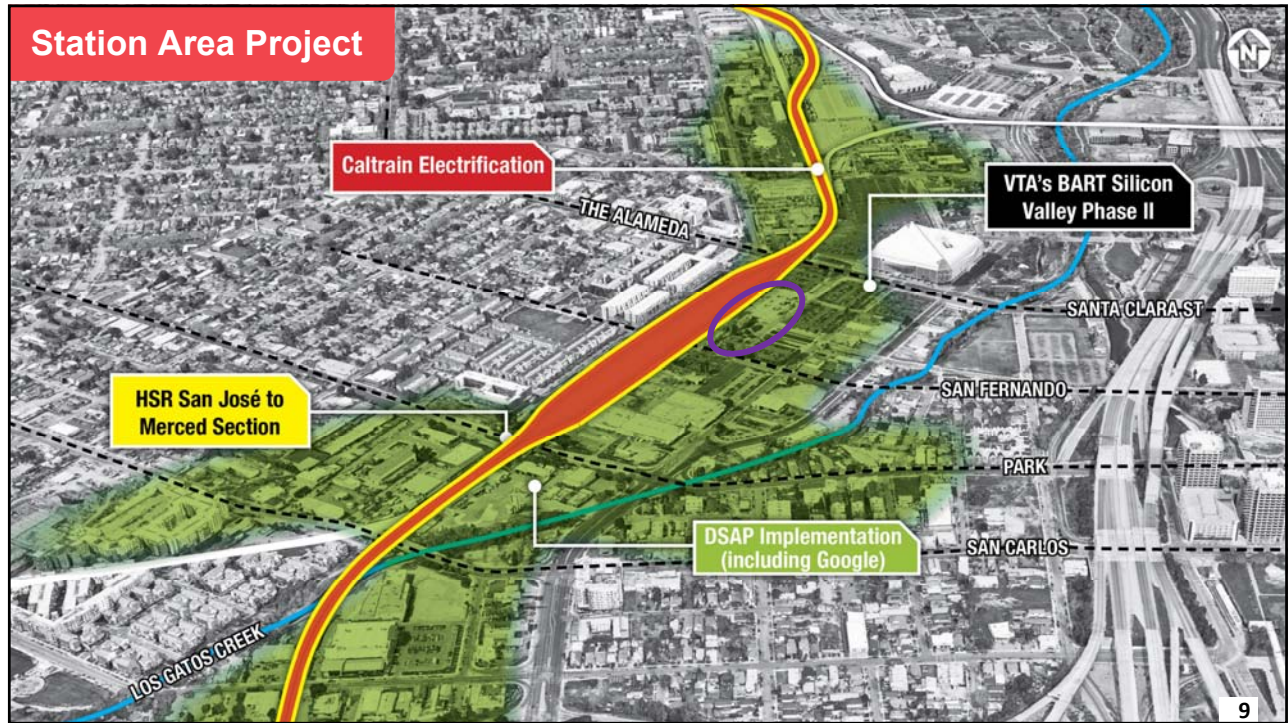 Station Area Project
N
Caltrain Electrification
THE ALAMEDA
VTA's BART Silicon
Valley Phase II
SANTA CLARA ST
HSR San José to
Merced Section
SAN FERNANDO
PARK
DSAP Implementation
(including Google)
SAN CARLOS
LOS GATOS CREEK
9